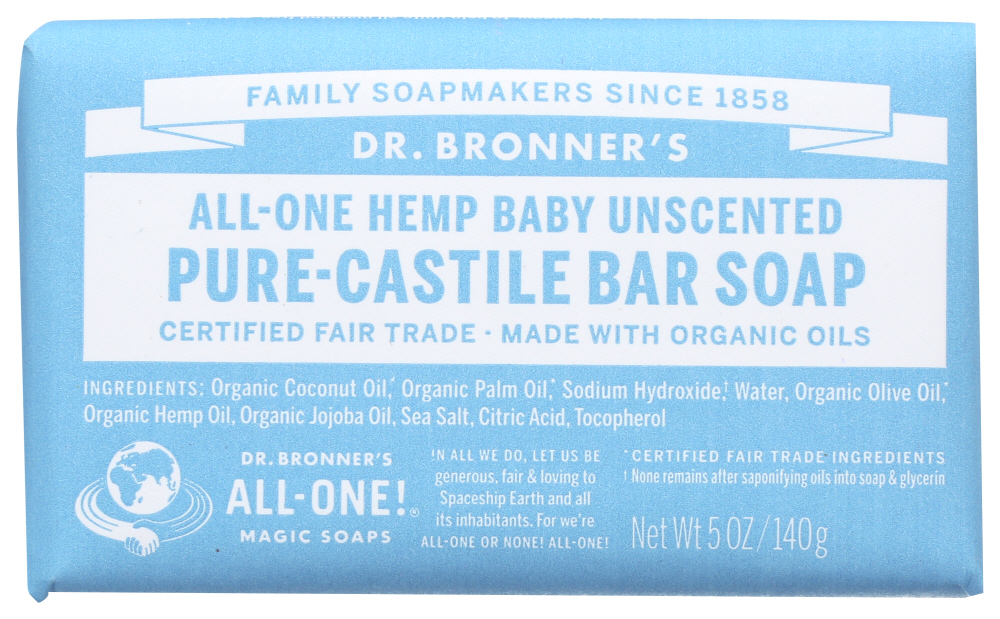 FAMILY SOAPMAKERS SINCE 1858
DR. BRONNER'S
ALL-ONE HEMP BABY UNSCENTED
PURE-CASTILE BAR SOAP
CERTIFIED FAIR TRADE · MADE WITH ORGANIC OILS
INGREDIENTS: Organic Coconut Oil,* Organic Palm Oil,* Sodium Hydroxide,† Water, Organic Olive Oil,*
Organic Hemp Oil, Organic Jojoba Oil, Sea Salt, Citric Acid, Tocopherol
DR. BRONNER'S
ALL-ONE!®
MAGIC SOAPS
IN ALL WE DO, LET US BE
generous, fair & loving to
Spaceship Earth and all
its inhabitants. For we're
ALL-ONE OR NONE! ALL-ONE!
*CERTIFIED FAIR TRADE INGREDIENTS
† None remains after saponifying oils into soap & glycerin
Net Wt 5 OZ/140g